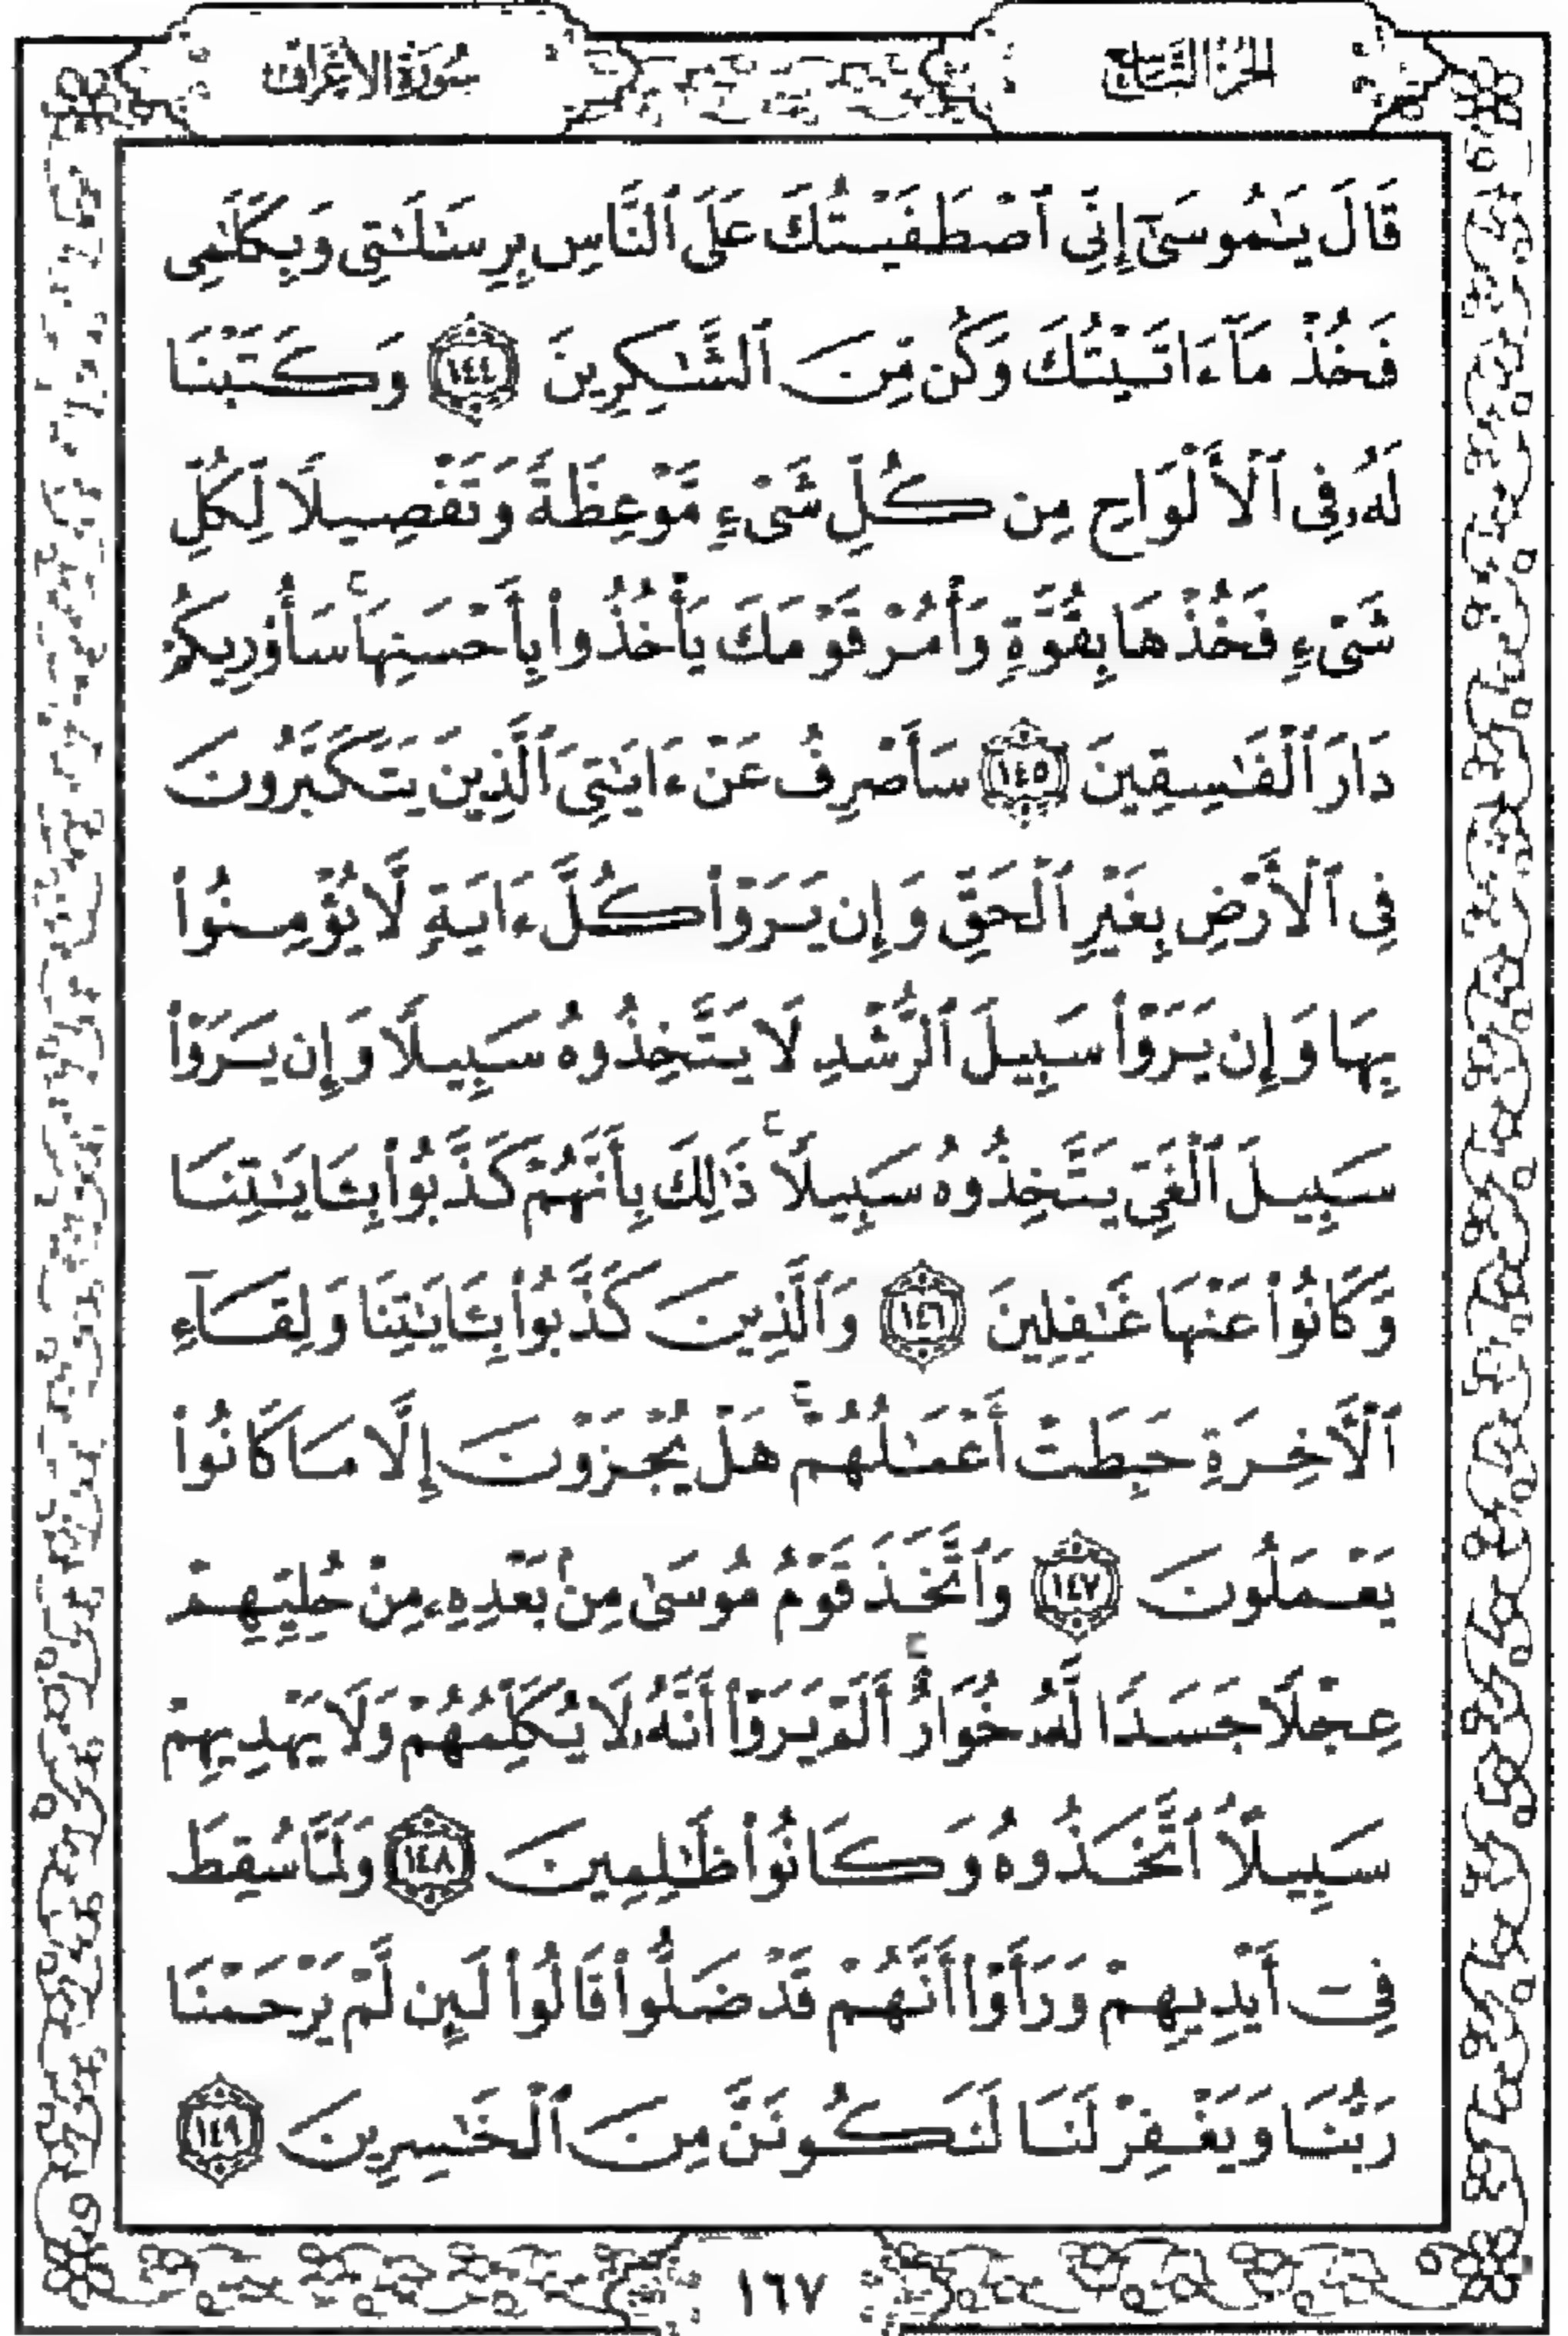 الجزء التاسع
سورة الأعراف
قَالَ يَٰمُوسَىٰٓ إِنِّي ٱصْطَفَيْتُكَ عَلَى ٱلنَّاسِ بِرِسَٰلَٰتِي وَبِكَلَٰمِي
فَخُذْ مَآ ءَاتَيْتُكَ وَكُن مِّنَ ٱلشَّٰكِرِينَ ١٤٤ وَكَتَبْنَا
لَهُۥ فِي ٱلْأَلْوَاحِ مِن كُلِّ شَيْءٍ مَّوْعِظَةً وَتَفْصِيلًا لِّكُلِّ
شَيْءٍ فَخُذْهَا بِقُوَّةٍ وَأْمُرْ قَوْمَكَ يَأْخُذُوا۟ بِأَحْسَنِهَاۚ سَأُو۟رِيكُمْ
دَارَ ٱلْفَٰسِقِينَ ١٤٥ سَأَصْرِفُ عَنْ ءَايَٰتِيَ ٱلَّذِينَ يَتَكَبَّرُونَ
فِي ٱلْأَرْضِ بِغَيْرِ ٱلْحَقِّ وَإِن يَرَوْا۟ كُلَّ ءَايَةٍ لَّا يُؤْمِنُوا۟
بِهَا وَإِن يَرَوْا۟ سَبِيلَ ٱلرُّشْدِ لَا يَتَّخِذُوهُ سَبِيلًا وَإِن يَرَوْا۟
سَبِيلَ ٱلْغَيِّ يَتَّخِذُوهُ سَبِيلًاۚ ذَٰلِكَ بِأَنَّهُمْ كَذَّبُوا۟ بِـَٔايَٰتِنَا
وَكَانُوا۟ عَنْهَا غَٰفِلِينَ ١٤٦ وَٱلَّذِينَ كَذَّبُوا۟ بِـَٔايَٰتِنَا وَلِقَآءِ
ٱلْـَٔاخِرَةِ حَبِطَتْ أَعْمَٰلُهُمْۚ هَلْ يُجْزَوْنَ إِلَّا مَا كَانُوا۟
يَعْمَلُونَ ١٤٧ وَٱتَّخَذَ قَوْمُ مُوسَىٰ مِنۢ بَعْدِهِۦ مِنْ حُلِيِّهِمْ
عِجْلًا جَسَدًا لَّهُۥ خُوَارٌۚ أَلَمْ يَرَوْا۟ أَنَّهُۥ لَا يُكَلِّمُهُمْ وَلَا يَهْدِيهِمْ
سَبِيلًاۘ ٱتَّخَذُوهُ وَكَانُوا۟ ظَٰلِمِينَ ١٤٨ وَلَمَّا سُقِطَ
فِيٓ أَيْدِيهِمْ وَرَأَوْا۟ أَنَّهُمْ قَدْ ضَلُّوا۟ قَالُوا۟ لَئِن لَّمْ يَرْحَمْنَا
رَبُّنَا وَيَغْفِرْ لَنَا لَنَكُونَنَّ مِنَ ٱلْخَٰسِرِينَ ١٤٩
١٦٧